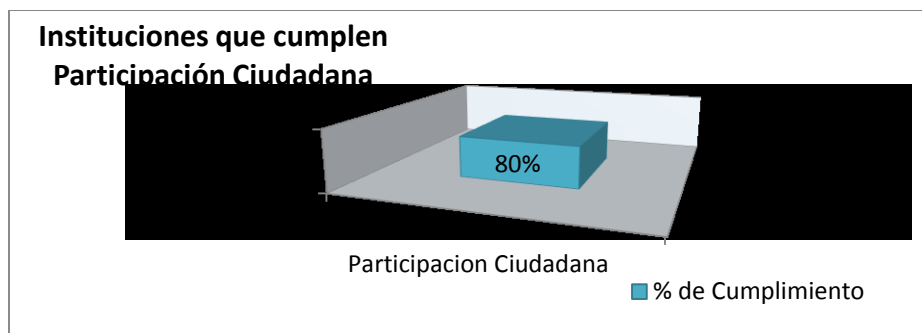 Instituciones que cumplen
Participación Ciudadana
80%
Participacion Ciudadana
% de Cumplimiento